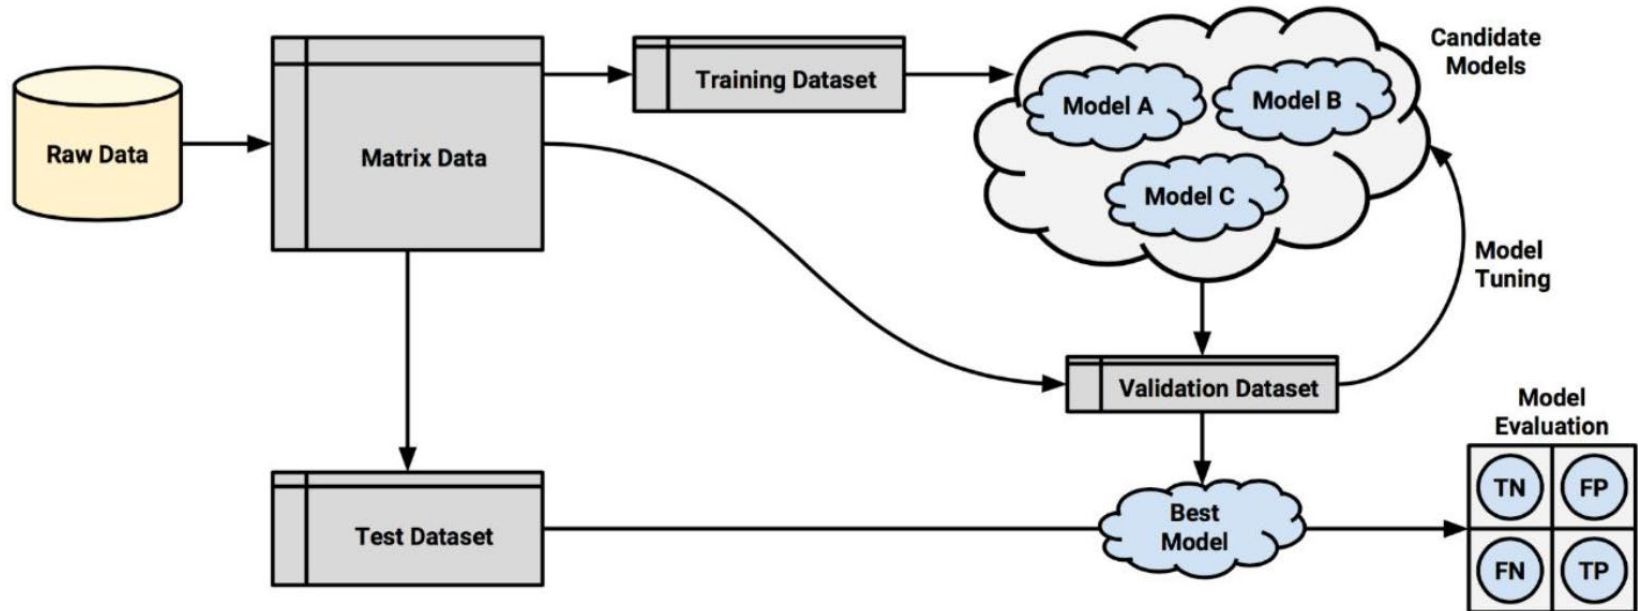 Raw Data
Matrix Data
Training Dataset
Candidate
Models
Model A
Model B
Model C
Model
Tuning
Validation Dataset
Test Dataset
Best
Model
Model
Evaluation
TN
FP
FN
TP